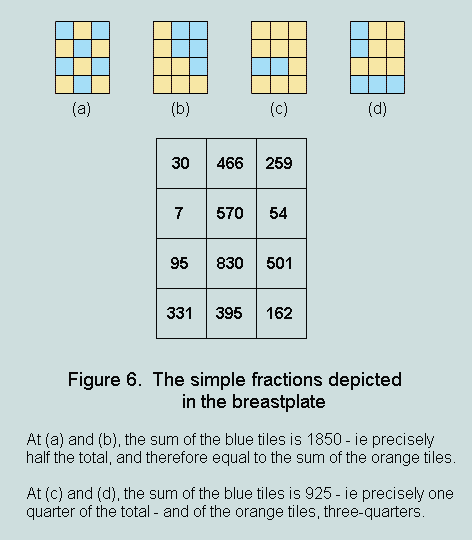 (a) (b) (c) (d)
30 466 259
7 570 54
95 830 501
331 395 162
Figure 6. The simple fractions depicted
in the breastplate
At (a) and (b), the sum of the blue tiles is 1850 - ie precisely
half the total, and therefore equal to the sum of the orange tiles.
At (c) and (d), the sum of the blue tiles is 925 - ie precisely one
quarter of the total - and of the orange tiles, three-quarters.